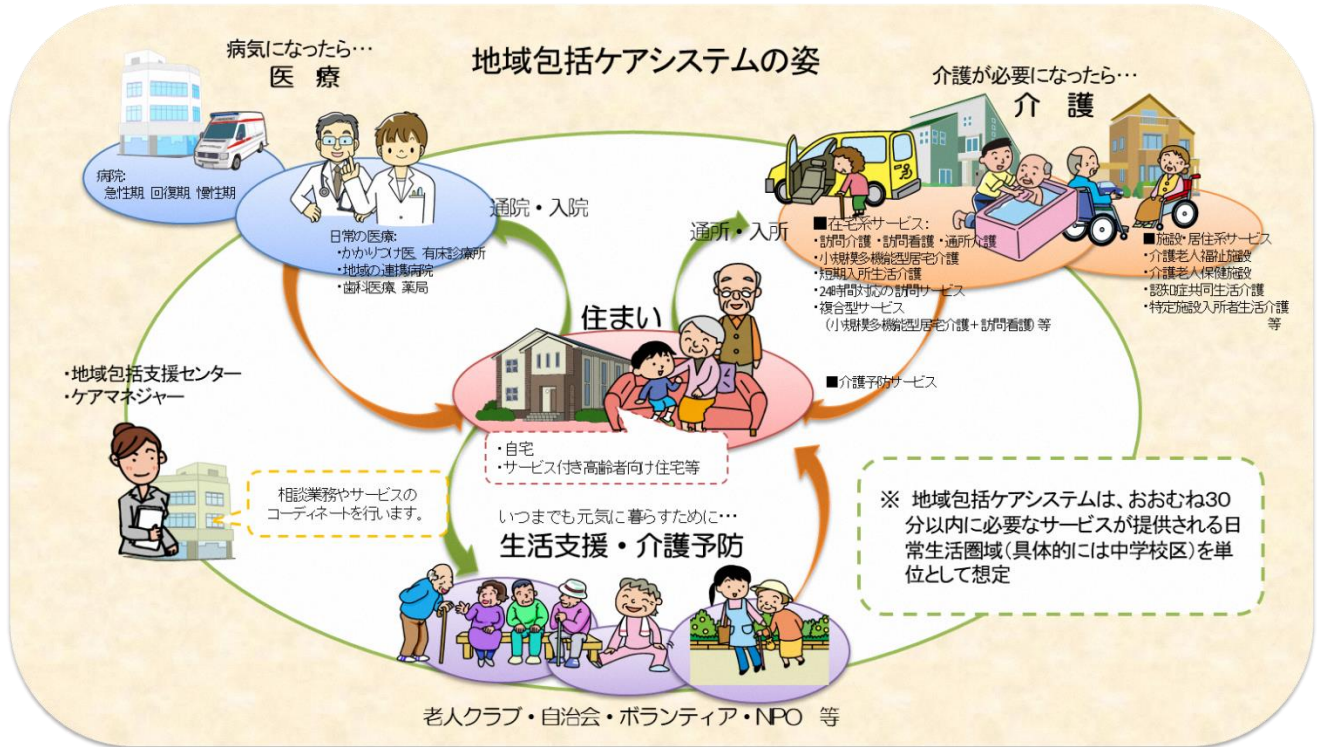 地域包括ケアシステムの姿
病気になったら…
医 療
病院:
急性期、回復期、慢性期
日常の医療:
・かかりつけ医、有床診療所
・地域の連携病院
・歯科医療、薬局
通院・入院
介護が必要になったら…
介 護
通所・入所
■在宅系サービス:
・訪問介護 ・訪問看護 ・通所介護
・小規模多機能型居宅介護
・短期入所生活介護
・24時間対応の訪問サービス
・複合型サービス
(小規模多機能型居宅介護+訪問看護) 等
■介護予防サービス
■施設・居住系サービス
・介護老人福祉施設
・介護老人保健施設
・認知症共同生活介護
・特定施設入所者生活介護
等
住まい
・自宅
・サービス付き高齢者向け住宅等
・地域包括支援センター
・ケアマネジャー
相談業務やサービスの
コーディネートを行います。
いつまでも元気に暮らすために…
生活支援・介護予防
老人クラブ・自治会・ボランティア・NPO 等
※ 地域包括ケアシステムは、おおむね30
分以内に必要なサービスが提供される日
常生活圏域(具体的には中学校区)を単
位として想定